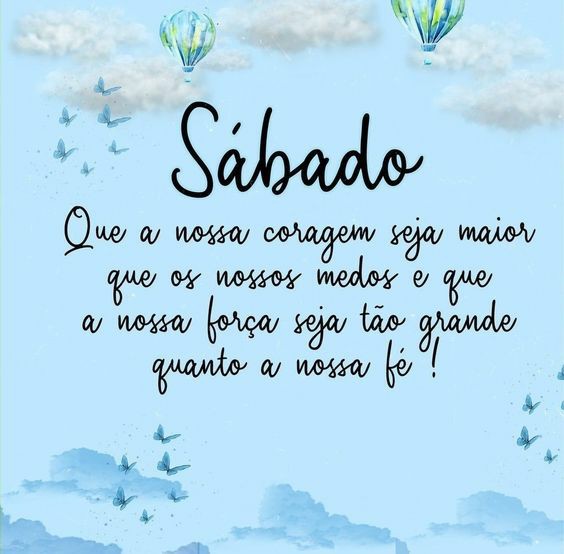 Sábado
Que a nossa coragem seja maior
que os nossos medos e que
a nossa força seja tão grande
quanto a nossa fé !